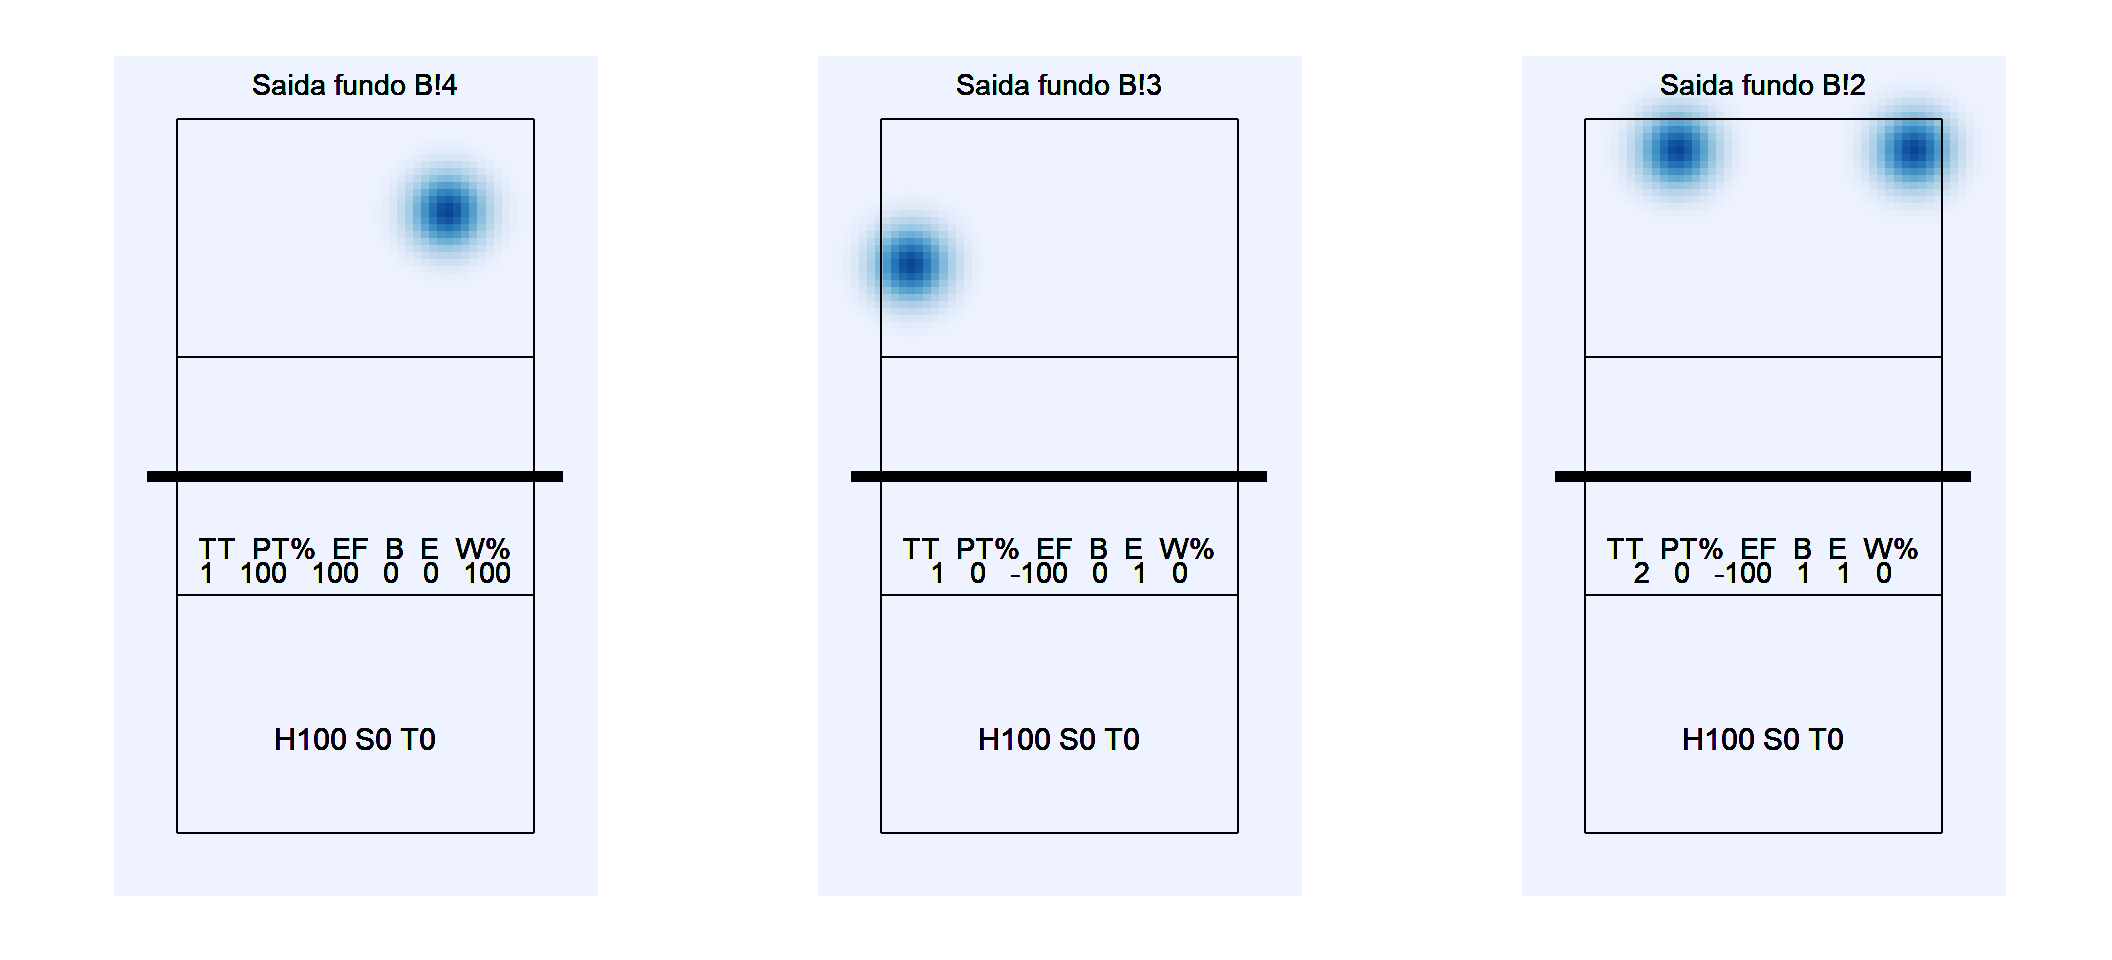 Saida fundo B!4
TT PT% EF B E W%
1 100 100 0 0 100
H100 S0 T0
Saida fundo B!3
TT PT% EF B E W%
1 0 -100 0 1 0
H100 S0 T0
Saida fundo B!2
TT PT% EF B E W%
2 0 -100 1 1 0
H100 S0 T0